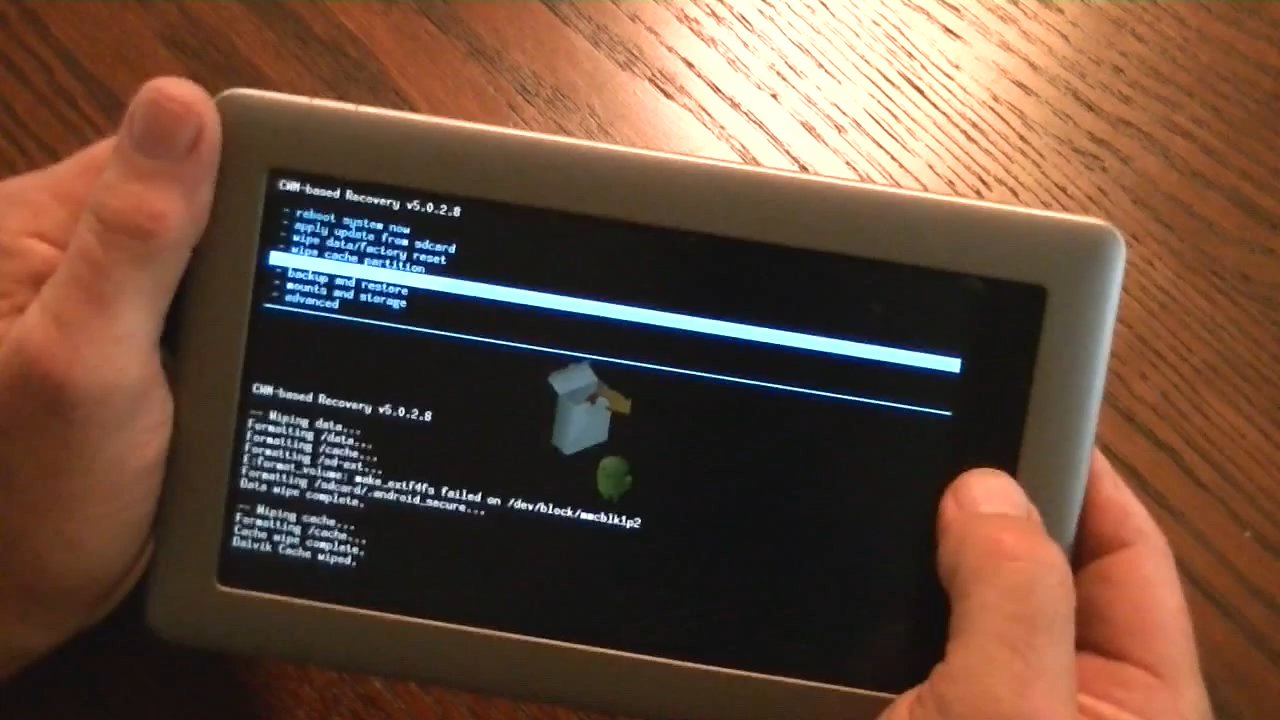 CWM-based Recovery v5.0.2.8
- reboot system now
- apply update from sdcard
- wipe data/factory reset
- wipe cache partition
- backup and restore
- mounts and storage
- advanced
CWM-based Recovery v5.0.2.8
-- Wiping data...
Formatting /data...
Formatting /cache...
Formatting /sd-ext...
E:format_volume: make_extf4fs failed on /dev/block/mmcblk1p2
Formatting /sdcard/.android_secure...
Data wipe complete.
-- Wiping cache...
Formatting /cache...
Cache wipe complete.
Dalvik Cache wiped.